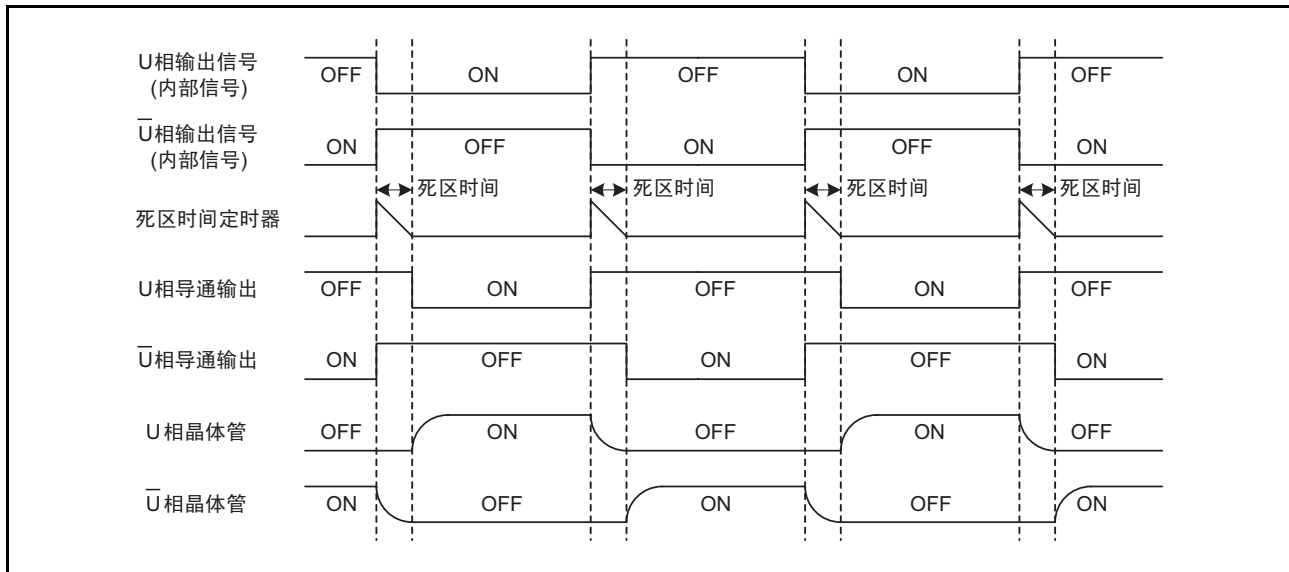 U相输出信号
(内部信号)
OFF ON OFF ON OFF
U̅相输出信号
(内部信号)
ON OFF ON OFF ON
死区时间 死区时间 死区时间 死区时间
死区时间定时器
U相导通输出 OFF ON OFF ON OFF
U̅相导通输出 ON OFF ON OFF ON
U相晶体管 OFF ON OFF ON OFF
U̅相晶体管 ON OFF ON OFF ON